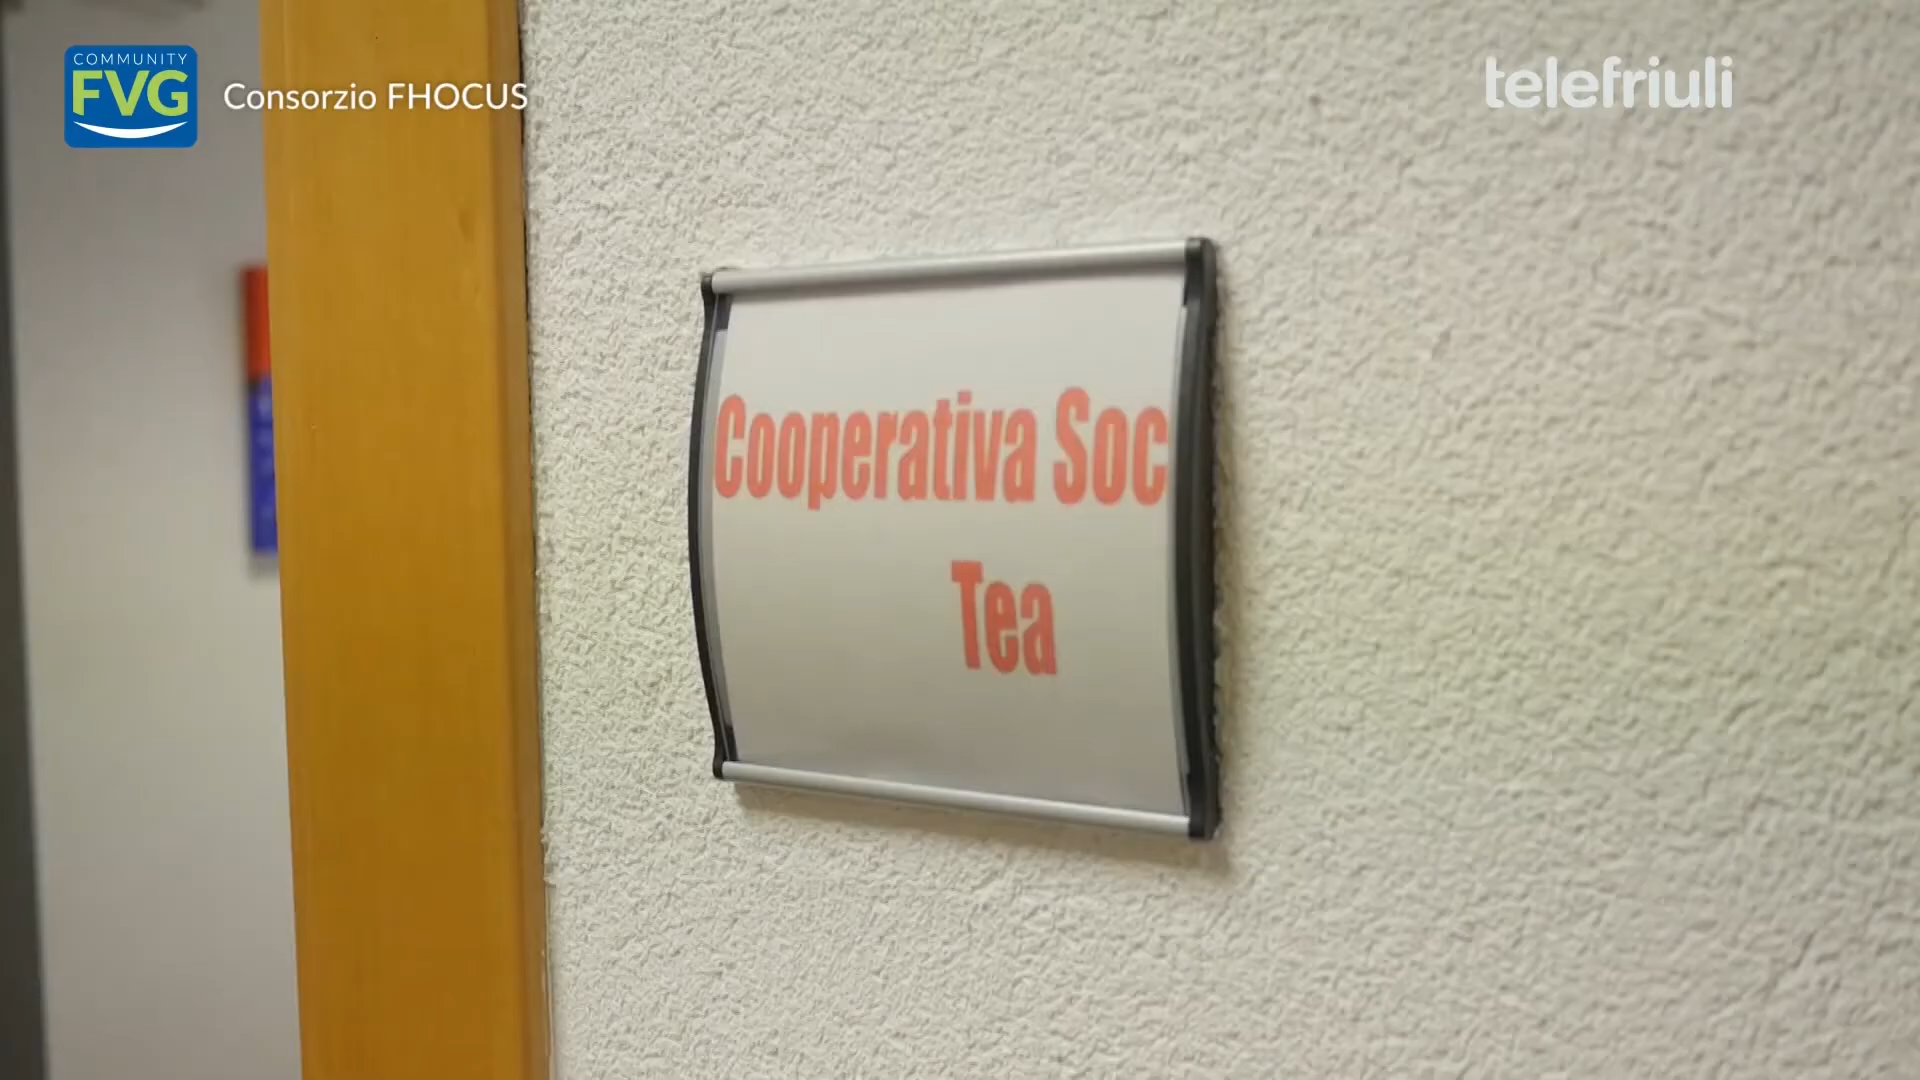 COMMUNITY
FVG
Consorzio FHOCUS
telefriuli
Cooperativa Soc
Tea